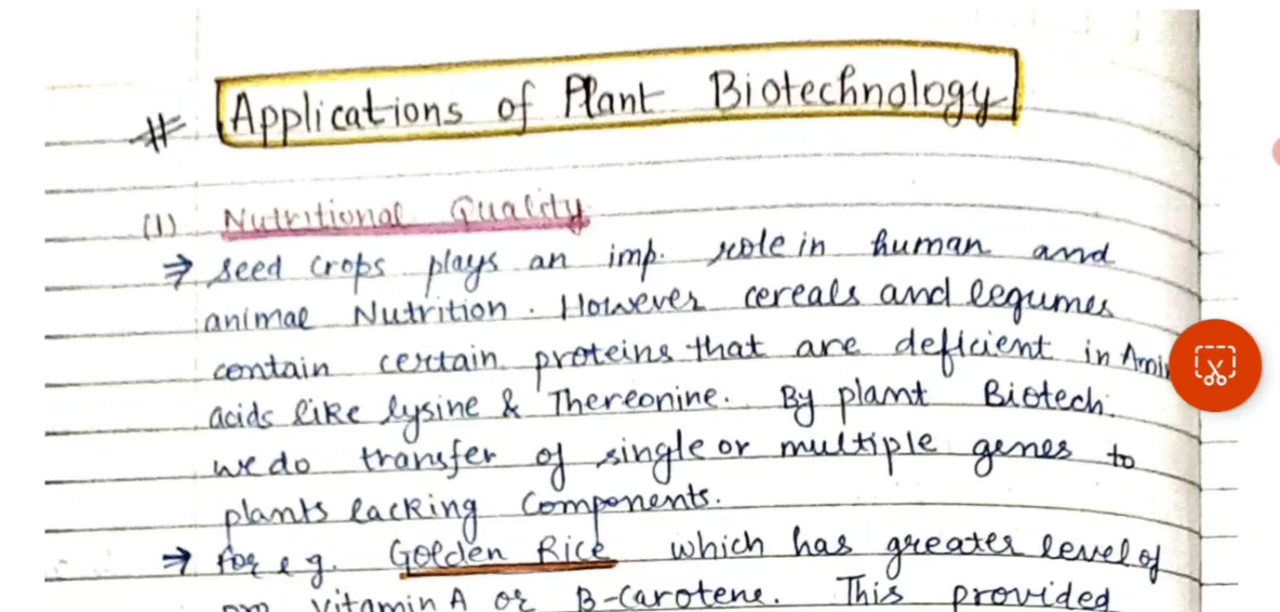 # Applications of Plant Biotechnology
(1) Nutritional Quality
⇒ seed crops plays an imp. role in human and
animal Nutrition. However cereals and legumes
contain certain proteins that are deficient in
acids like lysine & Thereonine. By plant Biotech.
we do transfer of single or multiple genes to
plants lacking Components.
⇒ for e.g. Golden Rice which has greater level of
vitamin A or B-Carotene. This provided